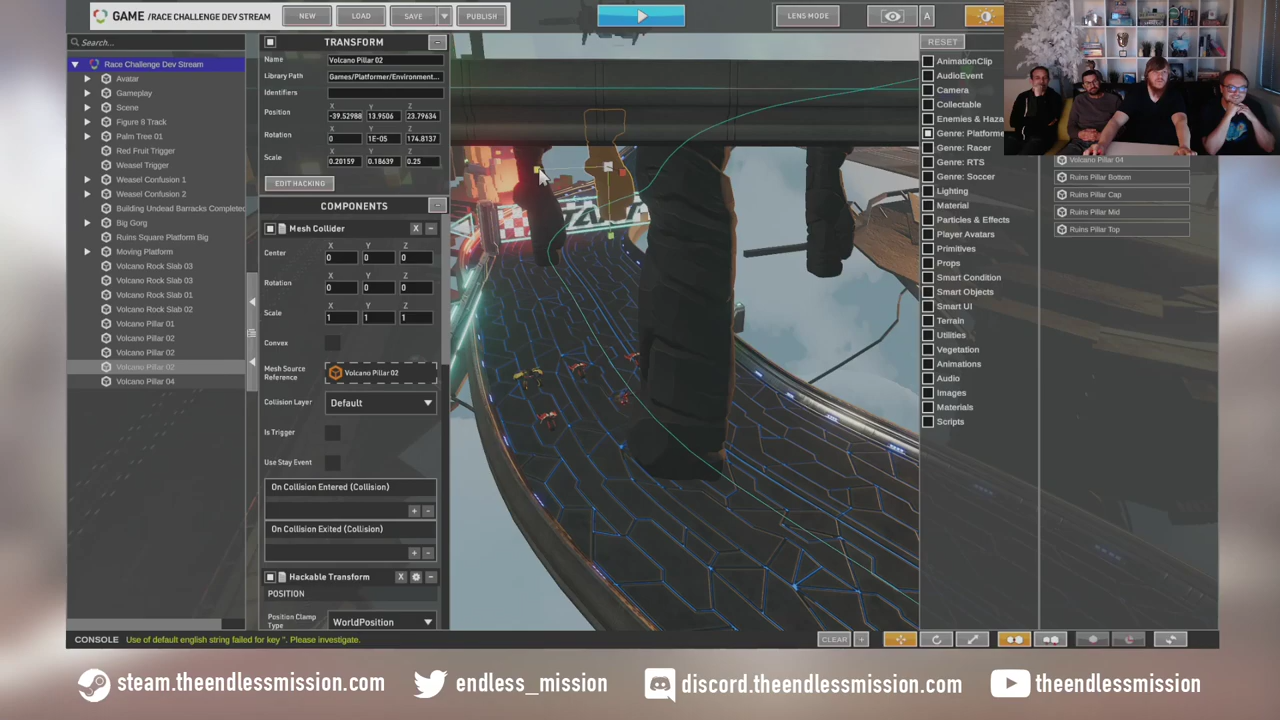 GAME /RACE CHALLENGE DEV STREAM
NEW
LOAD
SAVE
PUBLISH
LENS MODE
A
Search...
Race Challenge Dev Stream
Avatar
Gameplay
Scene
Figure 8 Track
Palm Tree 01
Red Fruit Trigger
Weasel Trigger
Weasel Confusion 1
Weasel Confusion 2
Building Undead Barracks Completed
Big Gorg
Ruins Square Platform Big
Moving Platform
Volcano Rock Slab 03
Volcano Rock Slab 03
Volcano Rock Slab 01
Volcano Rock Slab 02
Volcano Pillar 01
Volcano Pillar 02
Volcano Pillar 02
Volcano Pillar 02
Volcano Pillar 04
TRANSFORM
Name
Volcano Pillar 02
Library Path
Games/Platformer/Environment...
Identifiers
X Y Z
Position
-39.52988 13.9506 23.79634
X Y Z
Rotation
0 1E-05 174.8137
X Y Z
Scale
0.20159 0.18639 0.25
EDIT HACKING
COMPONENTS
Mesh Collider
X
X Y Z
Center
0 0 0
X Y Z
Rotation
0 0 0
X Y Z
Scale
1 1 1
Convex
Mesh Source Reference
Volcano Pillar 02
Collision Layer
Default
Is Trigger
Use Stay Event
On Collision Entered (Collision)
+ -
On Collision Exited (Collision)
+ -
Hackable Transform
X
POSITION
Position Clamp Type
WorldPosition
RESET
AnimationClip
AudioEvent
Camera
Collectable
Enemies & Haza
Genre: Platforme
Genre: Racer
Genre: RTS
Genre: Soccer
Lighting
Material
Particles & Effects
Player Avatars
Primitives
Props
Smart Condition
Smart Objects
Smart UI
Terrain
Utilities
Vegetation
Animations
Audio
Images
Materials
Scripts
Volcano Pillar 04
Ruins Pillar Bottom
Ruins Pillar Cap
Ruins Pillar Mid
Ruins Pillar Top
CONSOLE Use of default english string failed for key ''. Please investigate.
CLEAR
+
steam.theendlessmission.com
endless_mission
discord.theendlessmission.com
theendlessmission